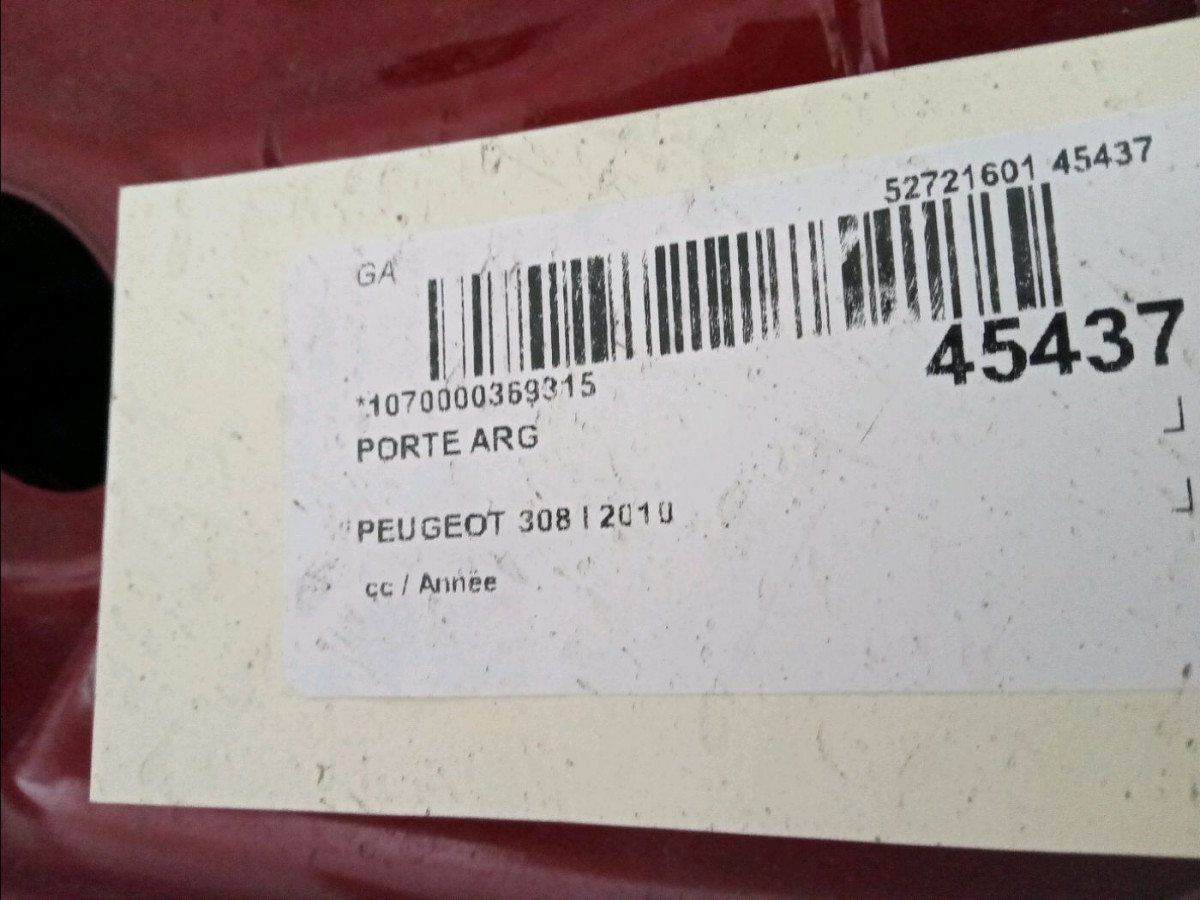 52721601 45437
GA
45437
*1070000369315
PORTE ARG
PEUGEOT 308 I 2010
cc / Année